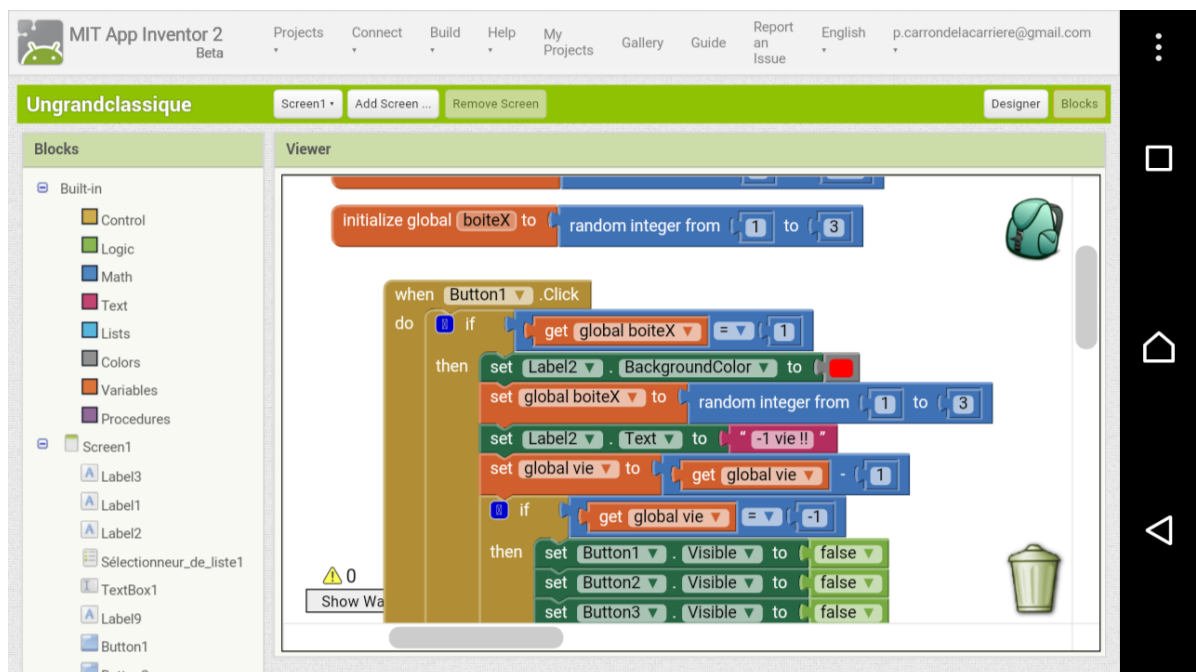 MIT App Inventor 2
Beta
Projects
Connect
Build
Help
My
Projects
Gallery
Guide
Report
an
Issue
English
p.carrondelacarriere@gmail.com
Ungrandclassique
Screen1
Add Screen ...
Remove Screen
Designer
Blocks
Blocks
Viewer
Built-in
Control
Logic
Math
Text
Lists
Colors
Variables
Procedures
Screen1
Label3
Label1
Label2
Sélectionneur_de_liste1
TextBox1
Label9
Button1
initialize global boiteX to random integer from 1 to 3
when Button1 .Click
do if get global boiteX = 1
then set Label2 . BackgroundColor to
set global boiteX to random integer from 1 to 3
set Label2 . Text to " -1 vie !! "
set global vie to get global vie - 1
if get global vie = -1
then set Button1 . Visible to false
set Button2 . Visible to false
set Button3 . Visible to false
0
Show Wa